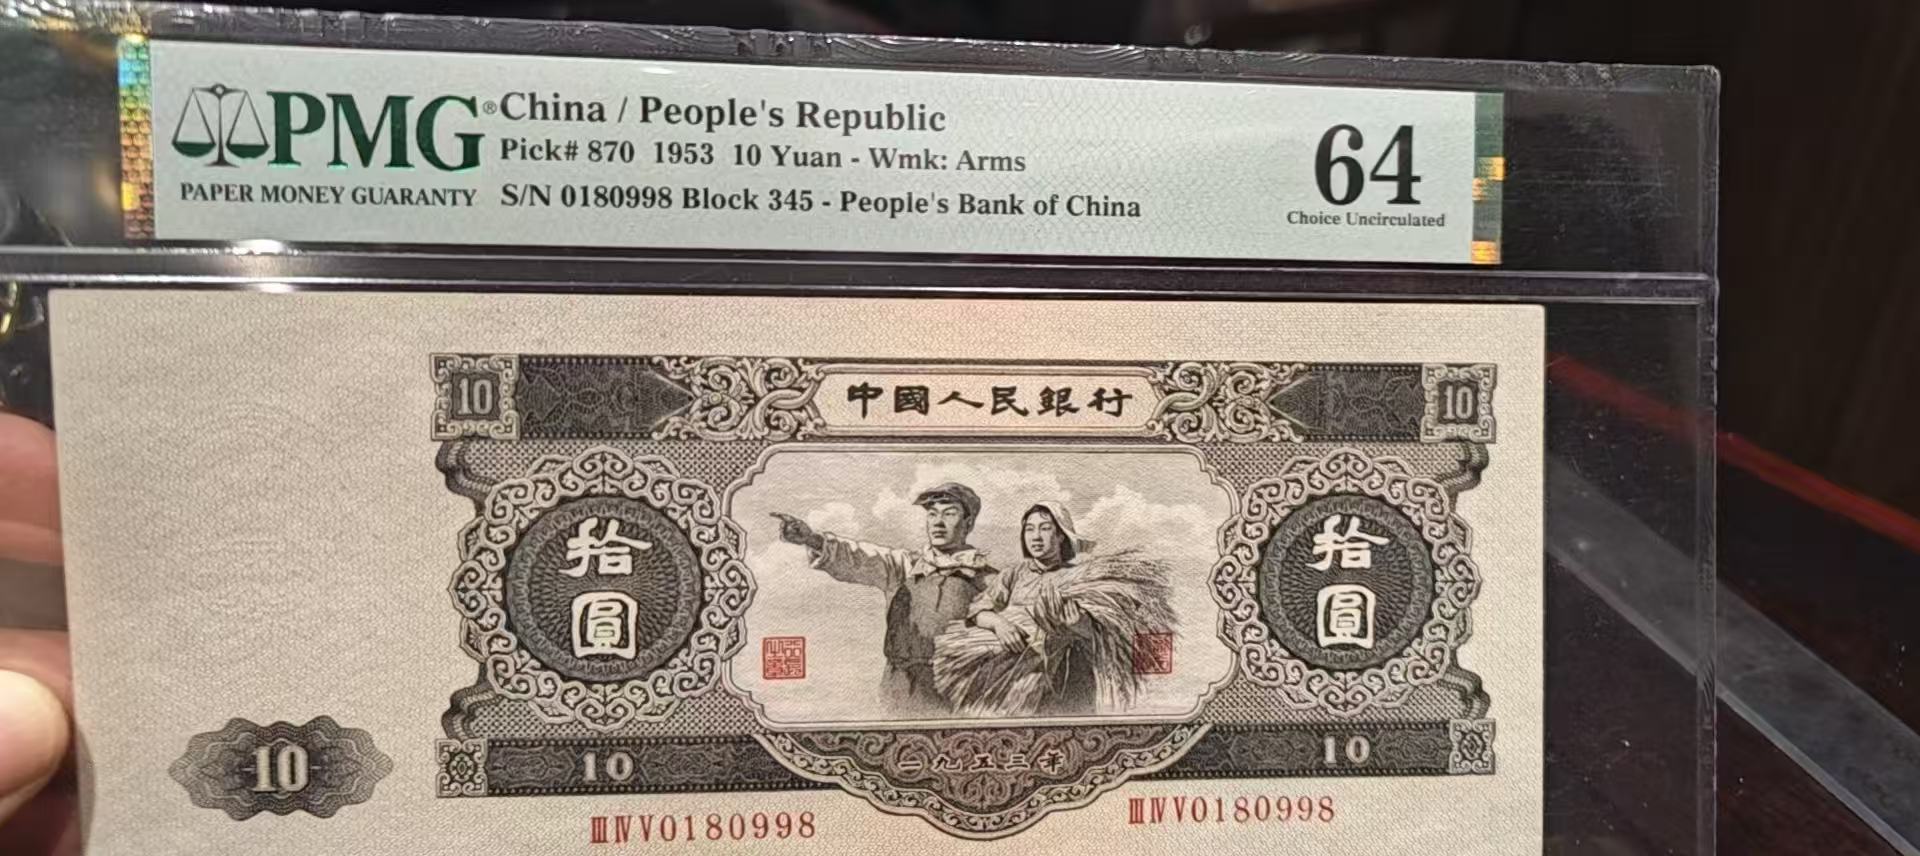 PMG®
PAPER MONEY GUARANTY
China / People's Republic
Pick# 870 1953 10 Yuan - Wmk: Arms
S/N 0180998 Block 345 - People's Bank of China
64
Choice Uncirculated
10
中國人民銀行
10
拾圓
拾圓
10
10
一九五三年
10
ⅢⅣⅤ0180998
ⅢⅣⅤ0180998